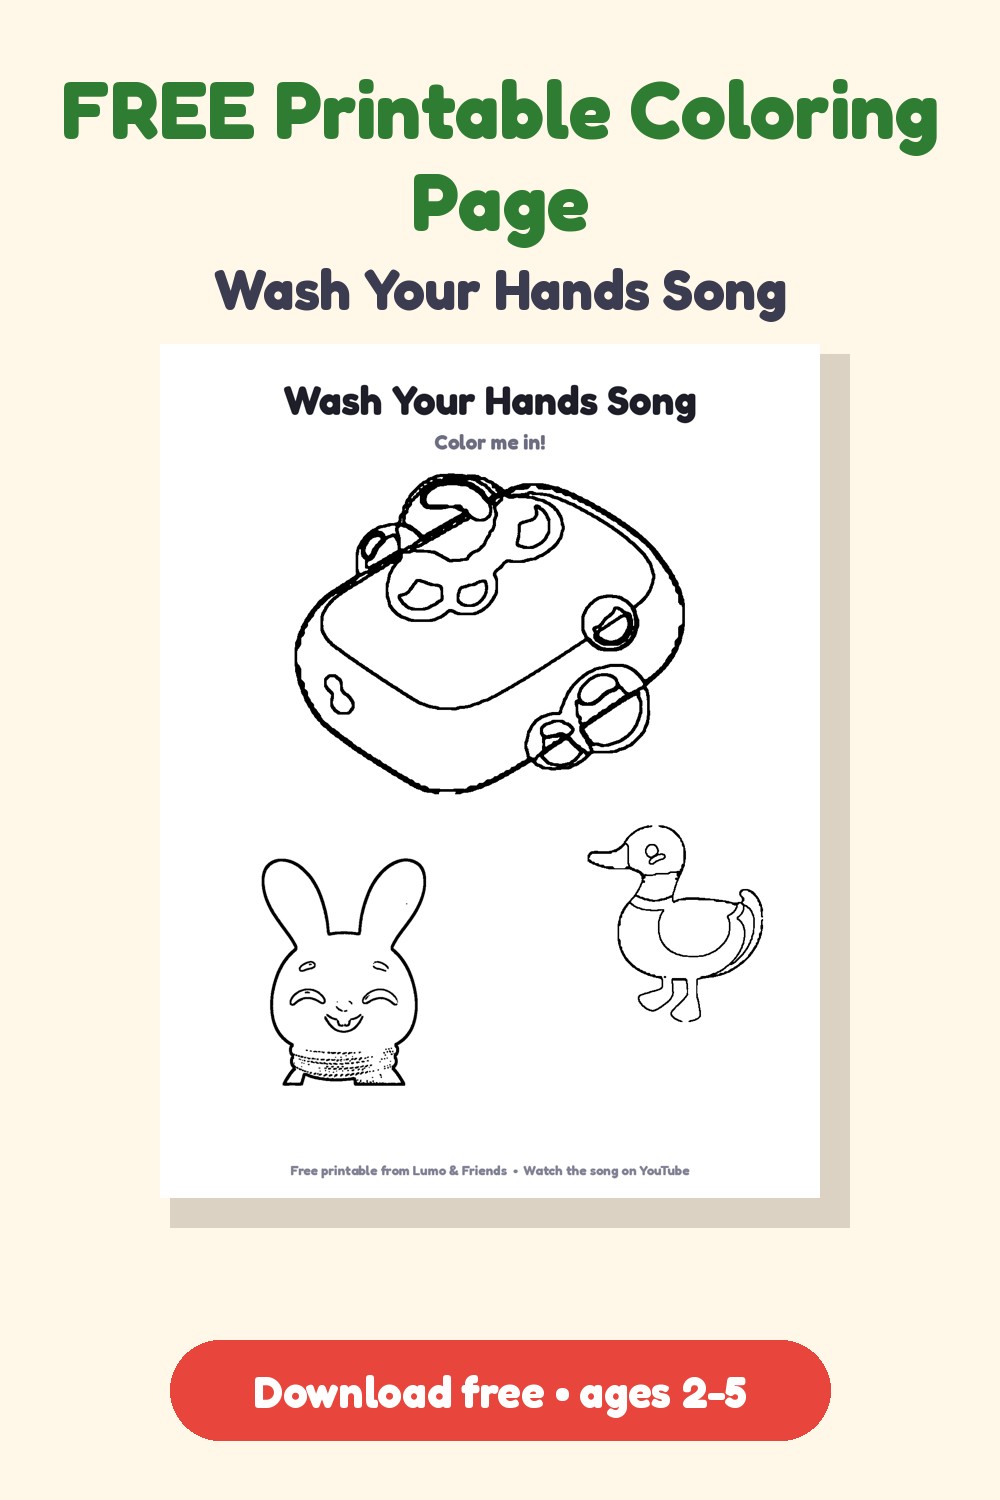 FREE Printable Coloring
Page
Wash Your Hands Song
Wash Your Hands Song
Color me in!
Free printable from Lumo & Friends • Watch the song on YouTube
Download free • ages 2-5